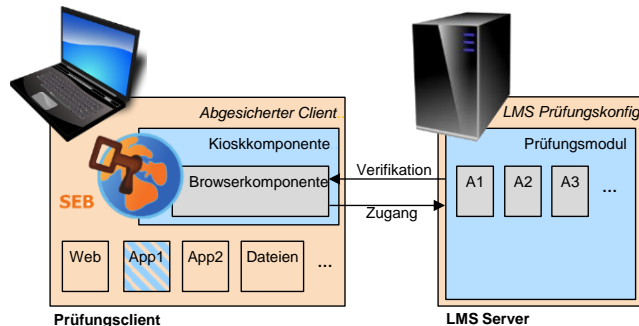 Abgesicherter Client
Kioskkomponente
Browserkomponente
SEB
Web
App1
App2
Dateien
...
Prüfungsclient
Verifikation
Zugang
LMS Prüfungskonfig
Prüfungsmodul
A1
A2
A3
...
LMS Server